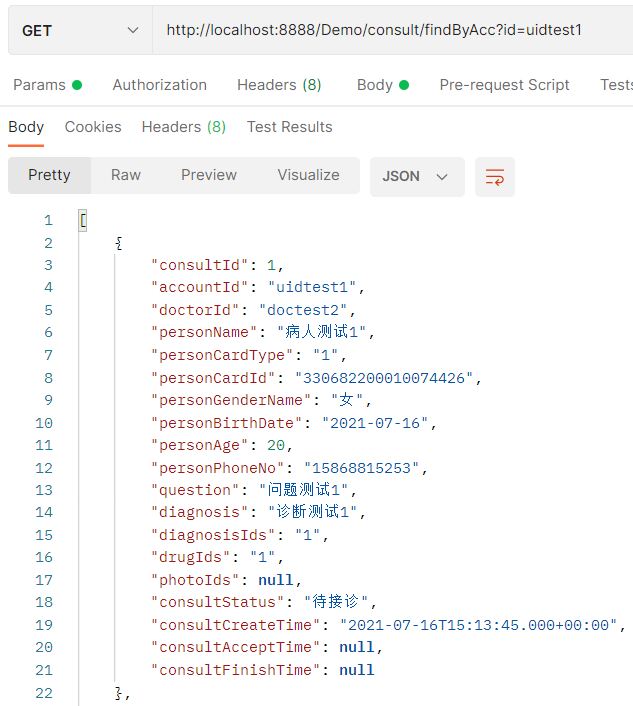 GET http://localhost:8888/Demo/consult/findByAcc?id=uidtest1
Params Authorization Headers (8) Body Pre-request Script Tests
Body Cookies Headers (8) Test Results
Pretty Raw Preview Visualize JSON
1 [
2 {
3 "consultId": 1,
4 "accountId": "uidtest1",
5 "doctorId": "doctest2",
6 "personName": "病人测试1",
7 "personCardType": "1",
8 "personCardId": "330682200010074426",
9 "personGenderName": "女",
10 "personBirthDate": "2021-07-16",
11 "personAge": 20,
12 "personPhoneNo": "15868815253",
13 "question": "问题测试1",
14 "diagnosis": "诊断测试1",
15 "diagnosisIds": "1",
16 "drugIds": "1",
17 "photoIds": null,
18 "consultStatus": "待接诊",
19 "consultCreateTime": "2021-07-16T15:13:45.000+00:00",
20 "consultAcceptTime": null,
21 "consultFinishTime": null
22 },